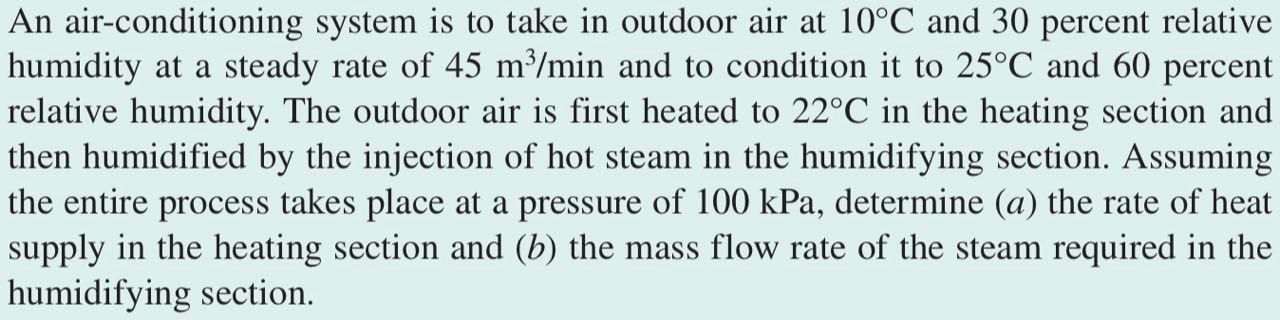 An air-conditioning system is to take in outdoor air at 10°C and 30 percent relative
humidity at a steady rate of 45 m³/min and to condition it to 25°C and 60 percent
relative humidity. The outdoor air is first heated to 22°C in the heating section and
then humidified by the injection of hot steam in the humidifying section. Assuming
the entire process takes place at a pressure of 100 kPa, determine (a) the rate of heat
supply in the heating section and (b) the mass flow rate of the steam required in the
humidifying section.